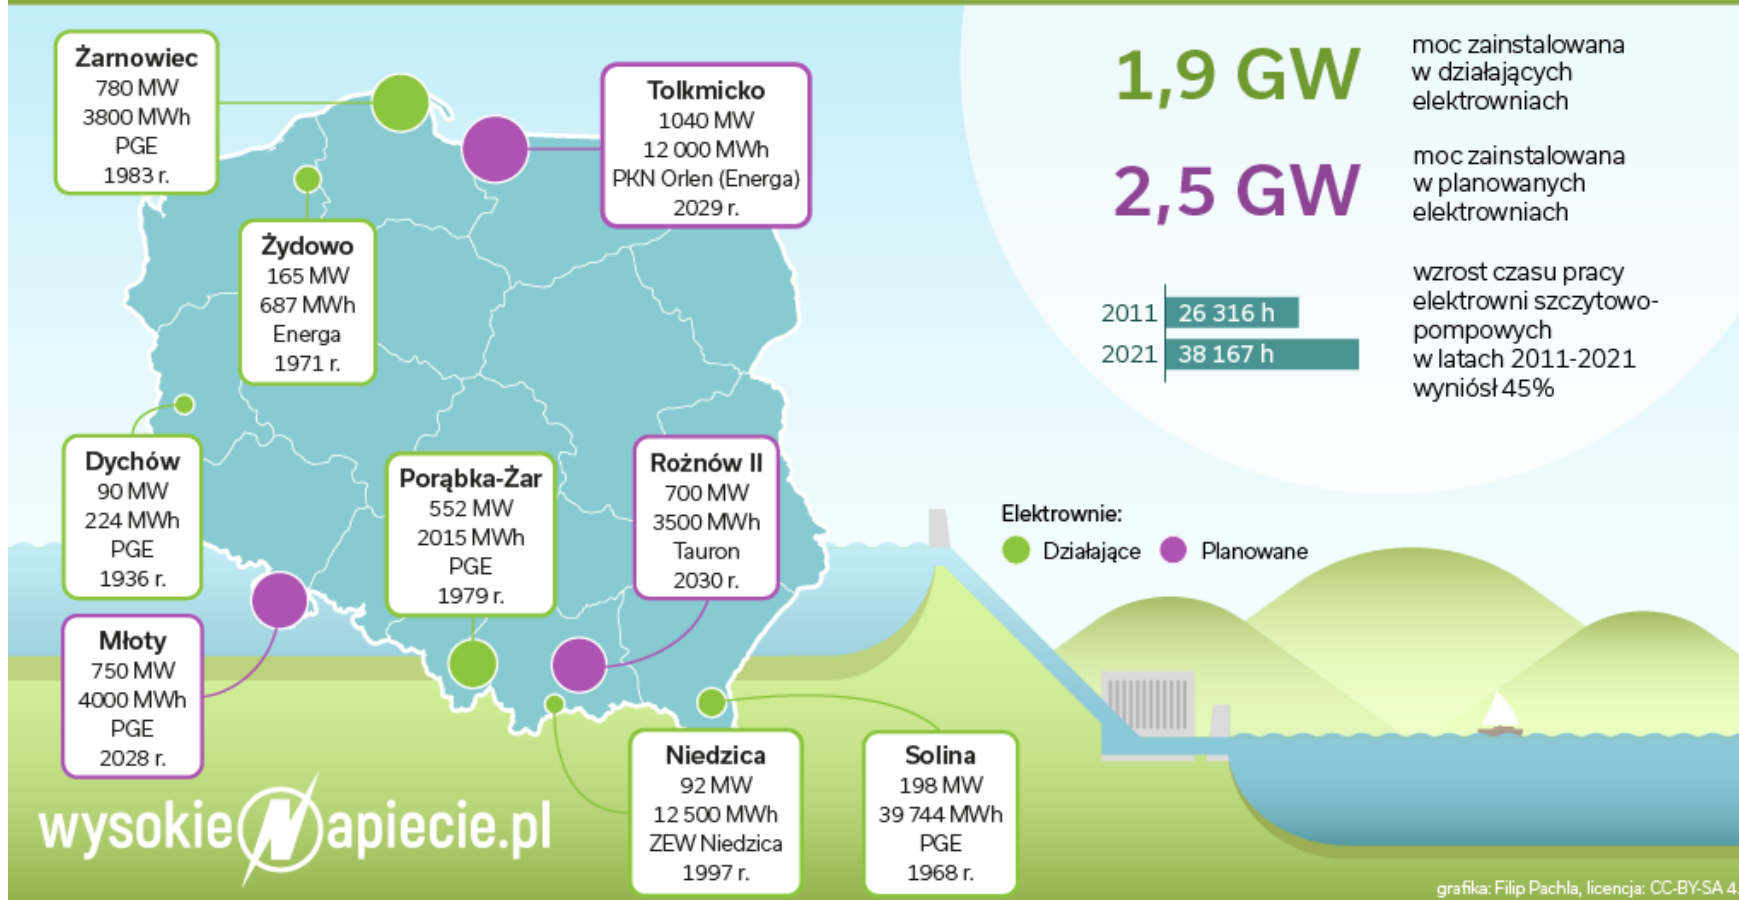 Żarnowiec
780 MW
3800 MWh
PGE
1983 r.
Tolkmicko
1040 MW
12 000 MWh
PKN Orlen (Energa)
2029 r.
Żydowo
165 MW
687 MWh
Energa
1971 r.
Dychów
90 MW
224 MWh
PGE
1936 r.
Porąbka-Żar
552 MW
2015 MWh
PGE
1979 r.
Rożnów II
700 MW
3500 MWh
Tauron
2030 r.
Młoty
750 MW
4000 MWh
PGE
2028 r.
Niedzica
92 MW
12 500 MWh
ZEW Niedzica
1997 r.
Solina
198 MW
39 744 MWh
PGE
1968 r.
1,9 GW
moc zainstalowana
w działających
elektrowniach
2,5 GW
moc zainstalowana
w planowanych
elektrowniach
2011 26 316 h
2021 38 167 h
wzrost czasu pracy
elektrowni szczytowo-
pompowych
w latach 2011-2021
wyniósł 45%
Elektrownie:
Działające Planowane
wysokieNapiecie.pl
grafika: Filip Pachla, licencja: CC-BY-SA 4.